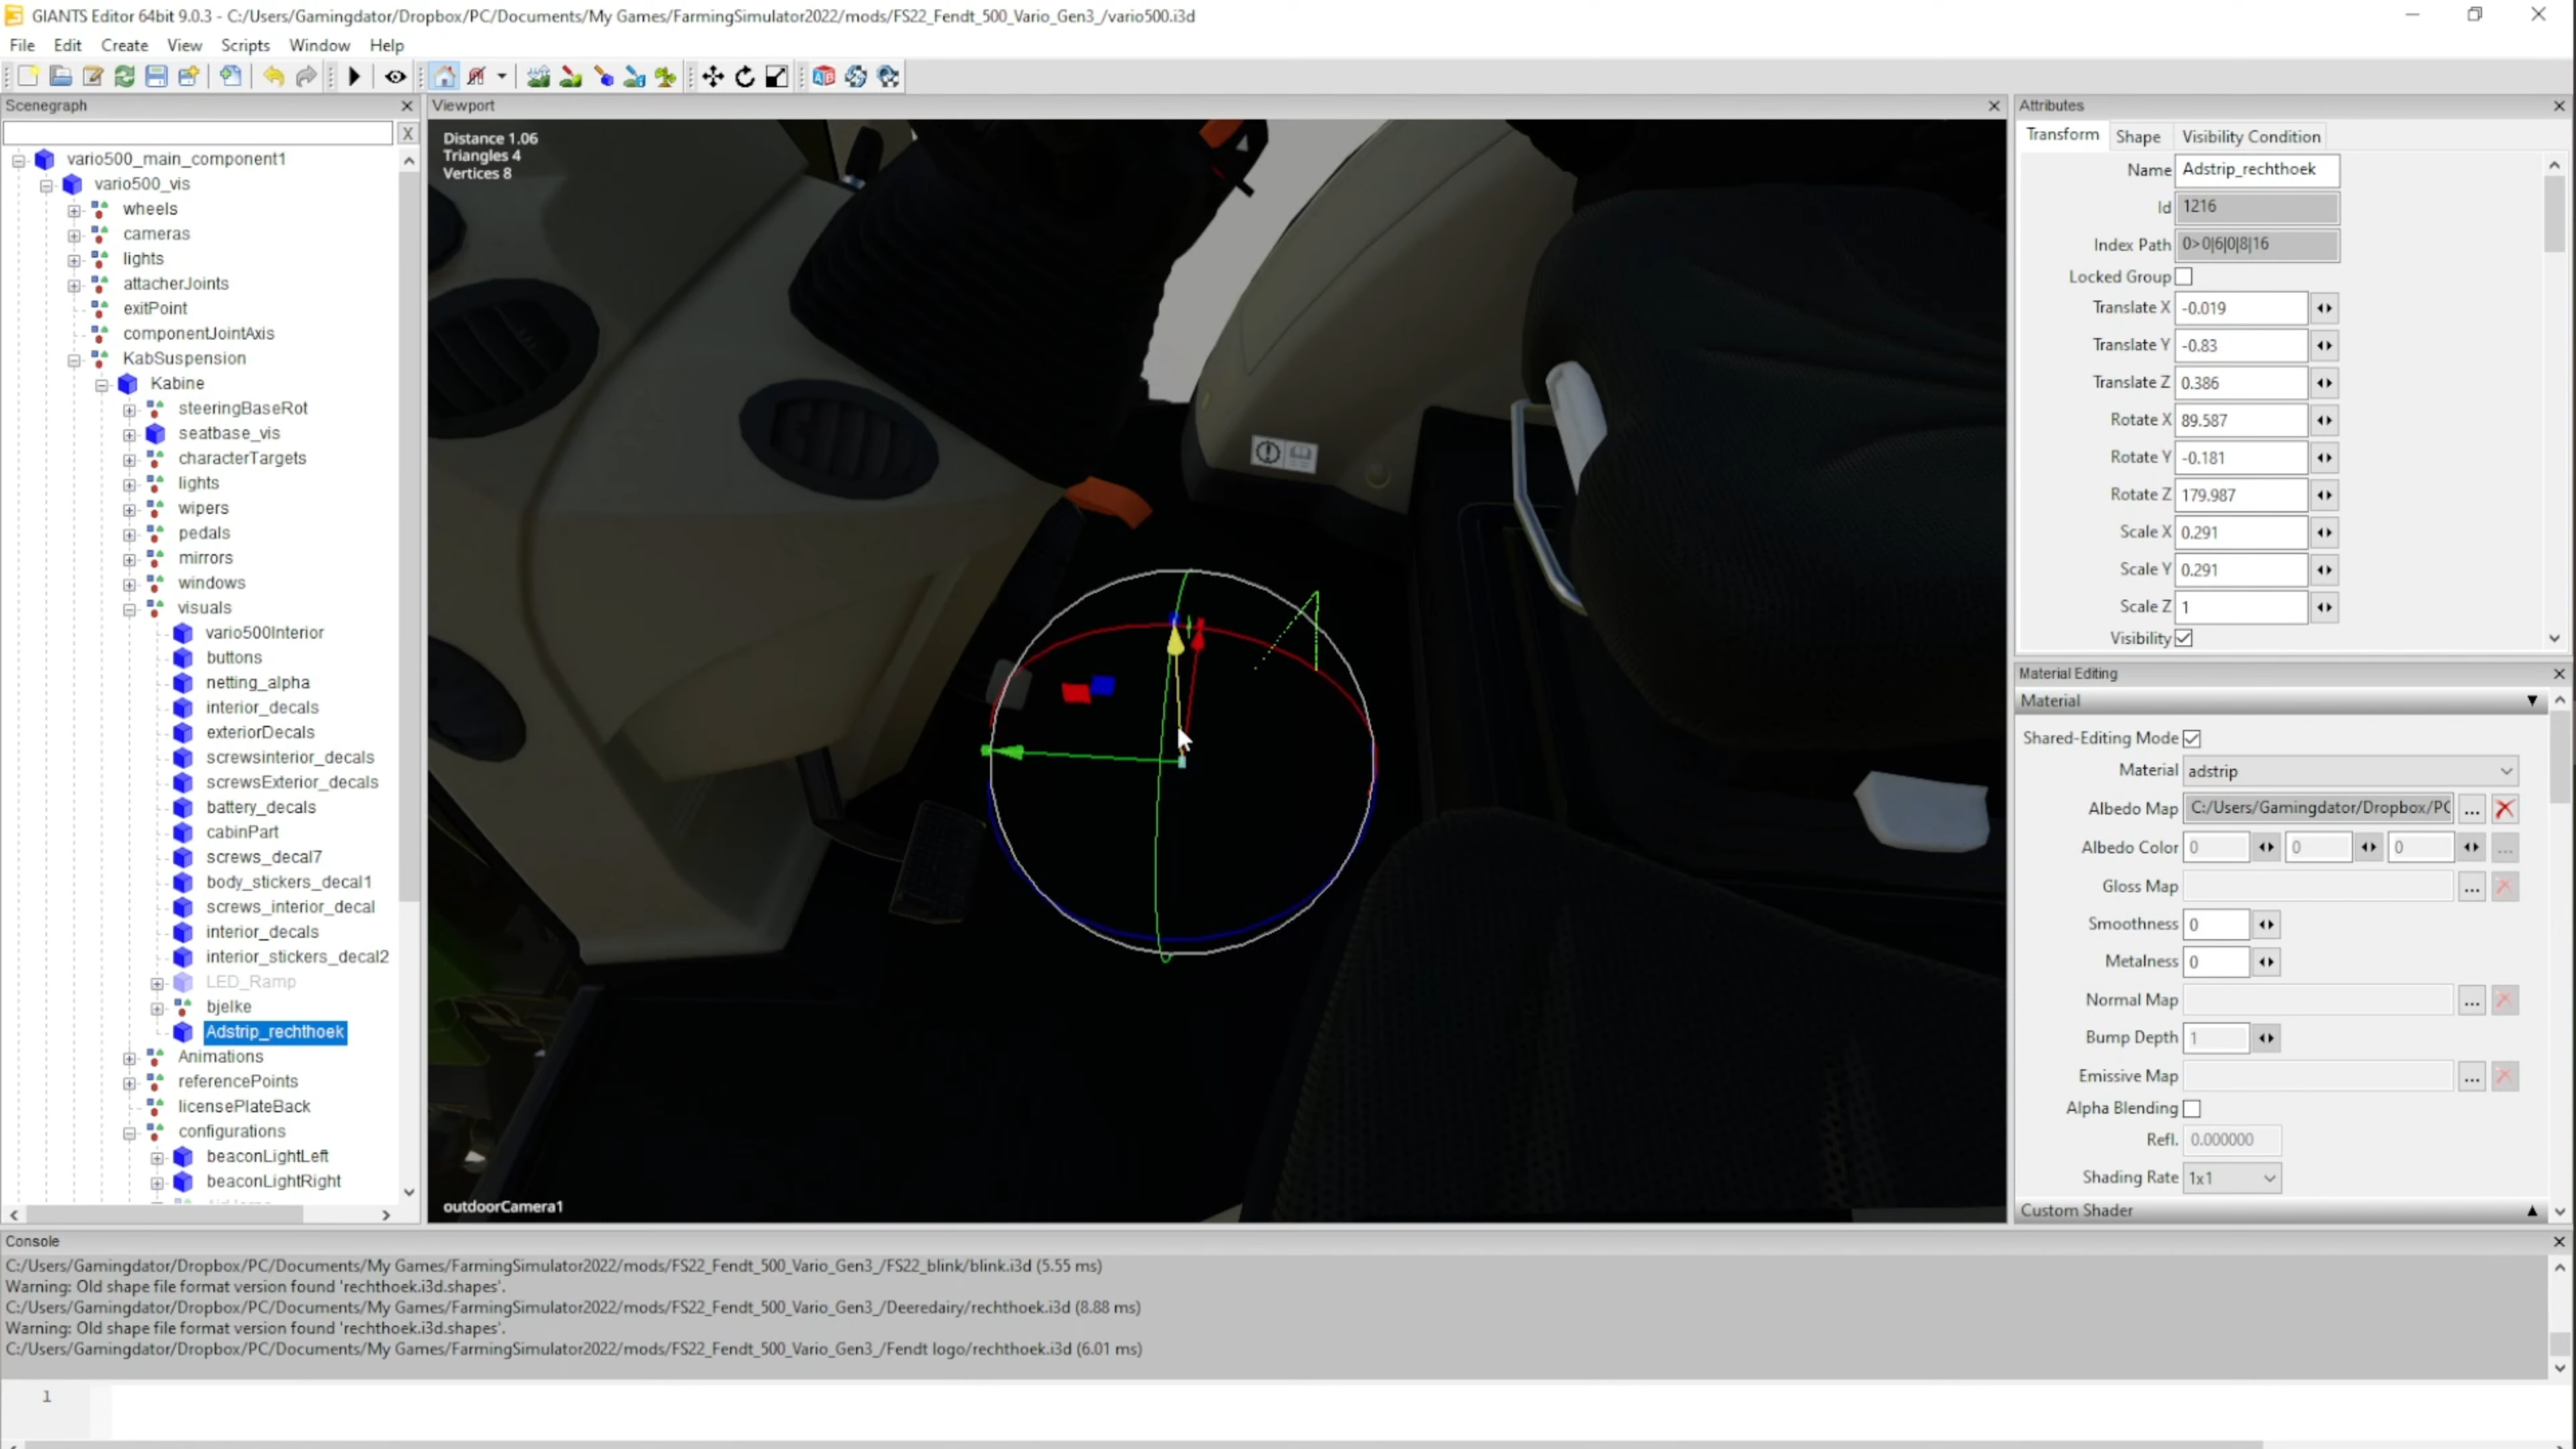 GIANTS Editor 64bit 9.0.3 - C:/Users/Gamingdator/Dropbox/PC/Documents/My Games/FarmingSimulator2022/mods/FS22_Fendt_500_Vario_Gen3_/vario500.i3d
File Edit Create View Scripts Window Help
Scenegraph
X
vario500_main_component1
vario500_vis
wheels
cameras
lights
attacherJoints
exitPoint
componentJointAxis
KabSuspension
Kabine
steeringBaseRot
seatbase_vis
characterTargets
lights
wipers
pedals
mirrors
windows
visuals
vario500Interior
buttons
netting_alpha
interior_decals
exteriorDecals
screwsinterior_decals
screwsExterior_decals
battery_decals
cabinPart
screws_decal7
body_stickers_decal1
screws_interior_decal
interior_decals
interior_stickers_decal2
LED_Ramp
bjelke
Adstrip_rechthoek
Animations
referencePoints
licensePlateBack
configurations
beaconLightLeft
beaconLightRight
Viewport
Distance 1.06
Triangles 4
Vertices 8
outdoorCamera1
Attributes
Transform Shape Visibility Condition
Name Adstrip_rechthoek
Id 1216
Index Path 0>0|6|0|8|16
Locked Group
Translate X -0.019
Translate Y -0.83
Translate Z 0.386
Rotate X 89.587
Rotate Y -0.181
Rotate Z 179.987
Scale X 0.291
Scale Y 0.291
Scale Z 1
Visibility
Material Editing
Material
Shared-Editing Mode
Material adstrip
Albedo Map C:/Users/Gamingdator/Dropbox/PC ...
Albedo Color 0 0 0 ...
Gloss Map ...
Smoothness 0
Metalness 0
Normal Map ...
Bump Depth 1
Emissive Map ...
Alpha Blending
Refl. 0.000000
Shading Rate 1x1
Custom Shader
Console
C:/Users/Gamingdator/Dropbox/PC/Documents/My Games/FarmingSimulator2022/mods/FS22_Fendt_500_Vario_Gen3_/FS22_blink/blink.i3d (5.55 ms)
Warning: Old shape file format version found 'rechthoek.i3d.shapes'.
C:/Users/Gamingdator/Dropbox/PC/Documents/My Games/FarmingSimulator2022/mods/FS22_Fendt_500_Vario_Gen3_/Deeredairy/rechthoek.i3d (8.88 ms)
Warning: Old shape file format version found 'rechthoek.i3d.shapes'.
C:/Users/Gamingdator/Dropbox/PC/Documents/My Games/FarmingSimulator2022/mods/FS22_Fendt_500_Vario_Gen3_/Fendt logo/rechthoek.i3d (6.01 ms)
1